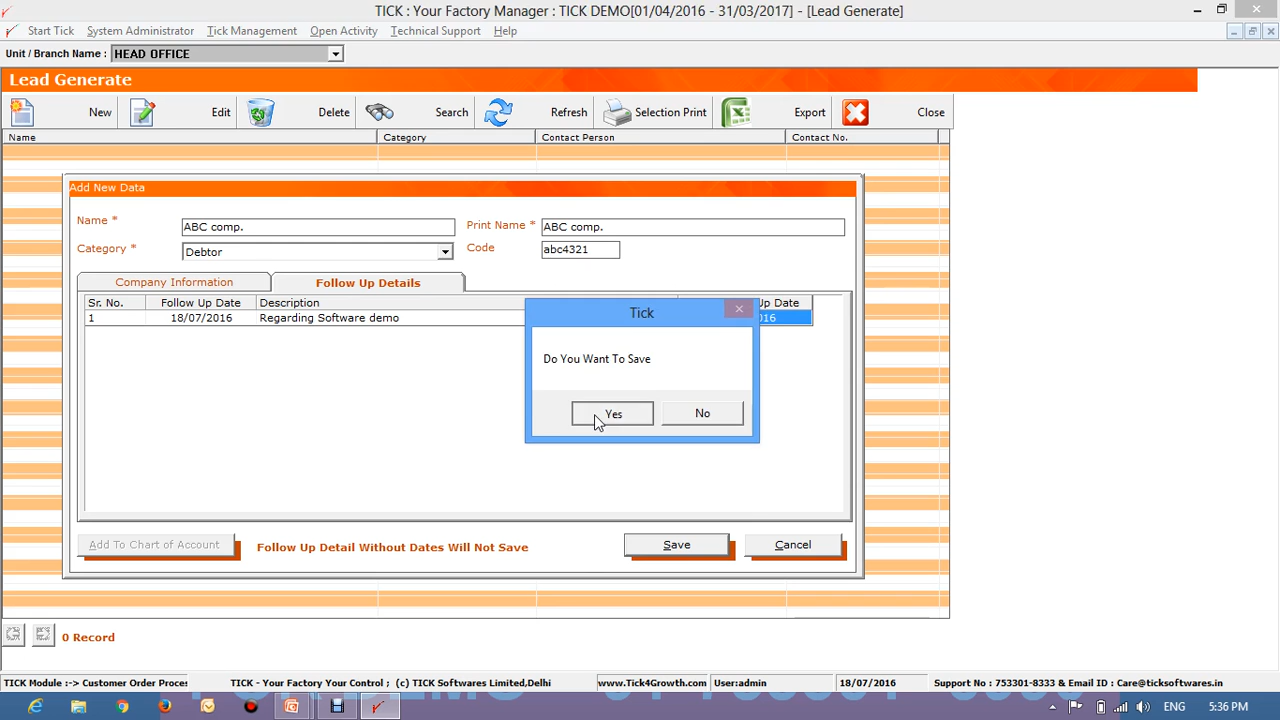 TICK : Your Factory Manager : TICK DEMO[01/04/2016 - 31/03/2017] - [Lead Generate]
Start Tick System Administrator Tick Management Open Activity Technical Support Help
Unit / Branch Name : HEAD OFFICE
Lead Generate
New Edit Delete Search Refresh Selection Print Export Close
Name Category Contact Person Contact No.
Add New Data
Name * ABC comp. Print Name * ABC comp.
Category * Debtor Code abc4321
Company Information Follow Up Details
Sr. No. Follow Up Date Description Up Date
1 18/07/2016 Regarding Software demo 016
Tick
Do You Want To Save
Yes No
Add To Chart of Account Follow Up Detail Without Dates Will Not Save Save Cancel
0 Record
TICK Module :-> Customer Order Proces TICK - Your Your Control ; (c) TICK Softwares Limited,Delhi www.Tick4Growth.com User:admin 18/07/2016 Support No : 753301-8333 & Email ID : Care@ticksoftwares.in
ENG 5:36 PM